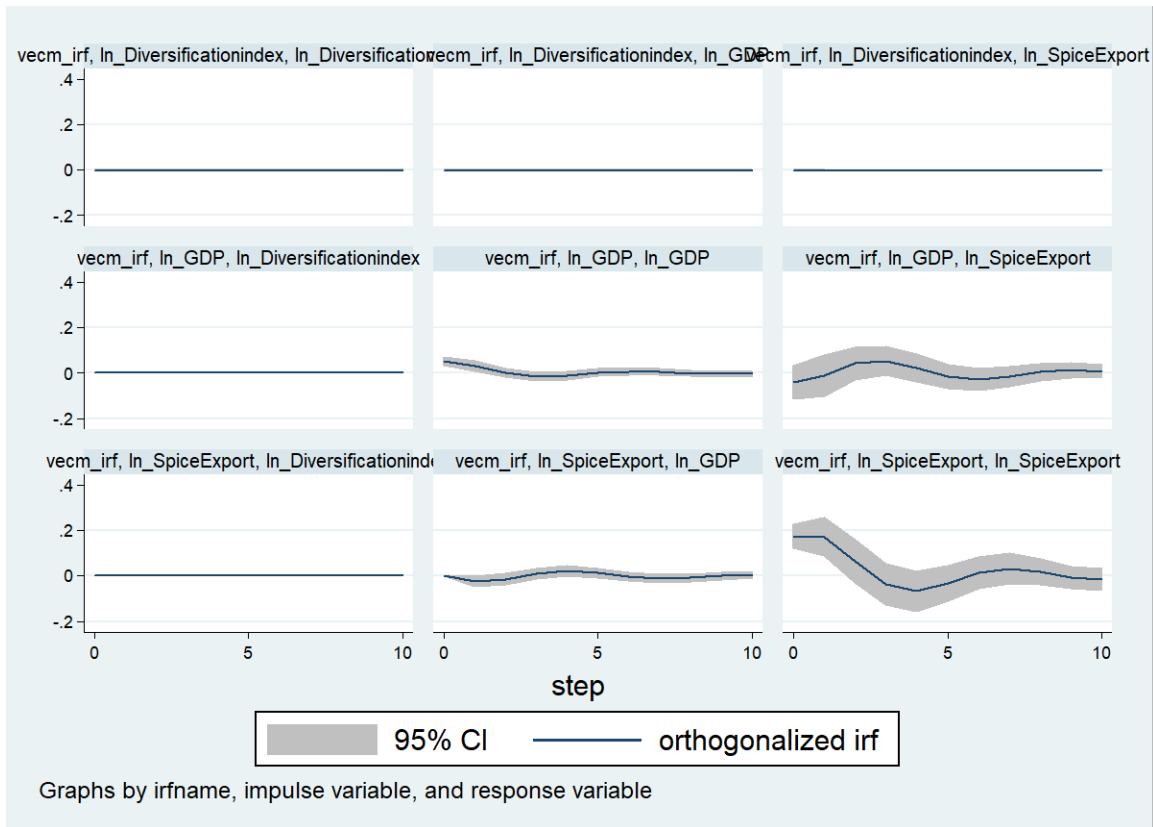 vecm_irf, ln_Diversificationindex, ln_Diversification vecm_irf, ln_Diversificationindex, ln_GDP vecm_irf, ln_Diversificationindex, ln_SpiceExport
.4
.2
0
-.2
vecm_irf, ln_GDP, ln_Diversificationindex vecm_irf, ln_GDP, ln_GDP vecm_irf, ln_GDP, ln_SpiceExport
.4
.2
0
-.2
vecm_irf, ln_SpiceExport, ln_Diversificationinde vecm_irf, ln_SpiceExport, ln_GDP vecm_irf, ln_SpiceExport, ln_SpiceExport
.4
.2
0
-.2
0 5 10 0 5 10 0 5 10
step
95% CI orthogonalized irf
Graphs by irfname, impulse variable, and response variable